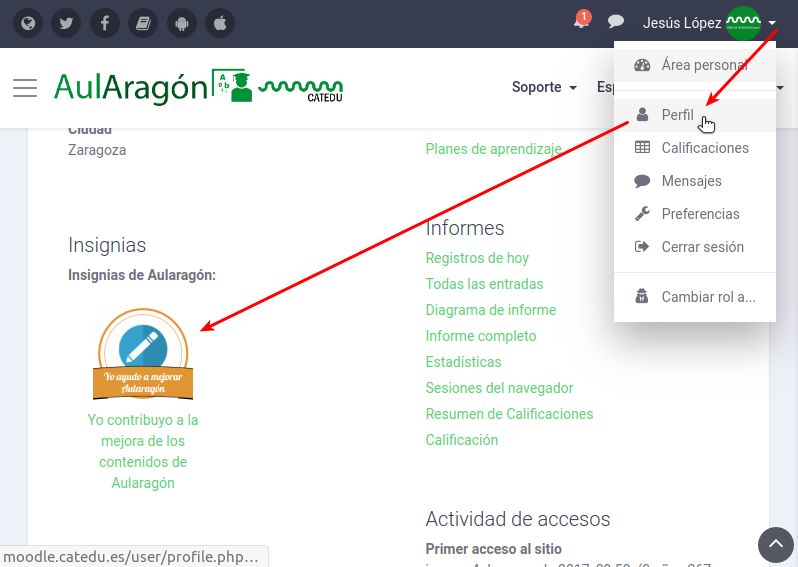 1
Jesús López
AulAragón
CATEDU
Soporte
Esp
Área personal
Perfil
Calificaciones
Mensajes
Preferencias
Cerrar sesión
Cambiar rol a...
Ciudad
Zaragoza
Insignias
Insignias de Aularagón:
Yo ayudo a mejorar
Aularagón
Yo contribuyo a la
mejora de los
contenidos de
Aularagón
Planes de aprendizaje
Informes
Registros de hoy
Todas las entradas
Diagrama de informe
Informe completo
Estadísticas
Sesiones del navegador
Resumen de Calificaciones
Calificación
Actividad de accesos
Primer acceso al sitio
moodle.catedu.es/user/profile.php...